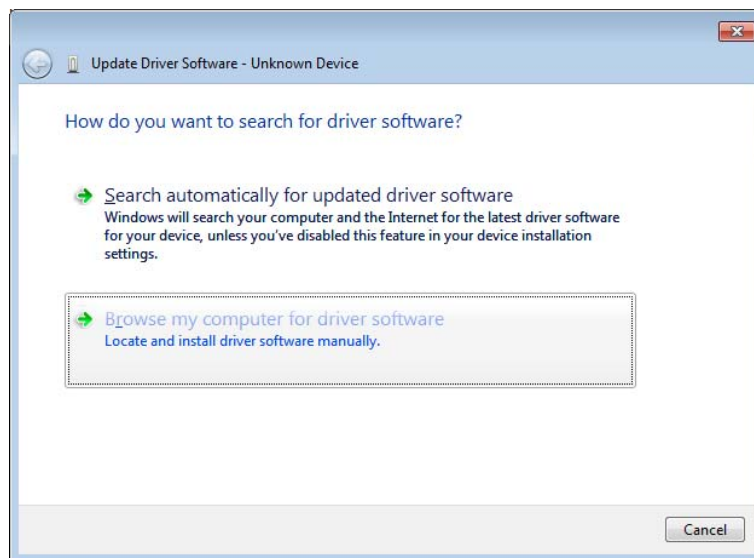 Update Driver Software - Unknown Device
How do you want to search for driver software?
Search automatically for updated driver software
Windows will search your computer and the Internet for the latest driver software
for your device, unless you've disabled this feature in your device installation
settings.
Browse my computer for driver software
Locate and install driver software manually.
Cancel